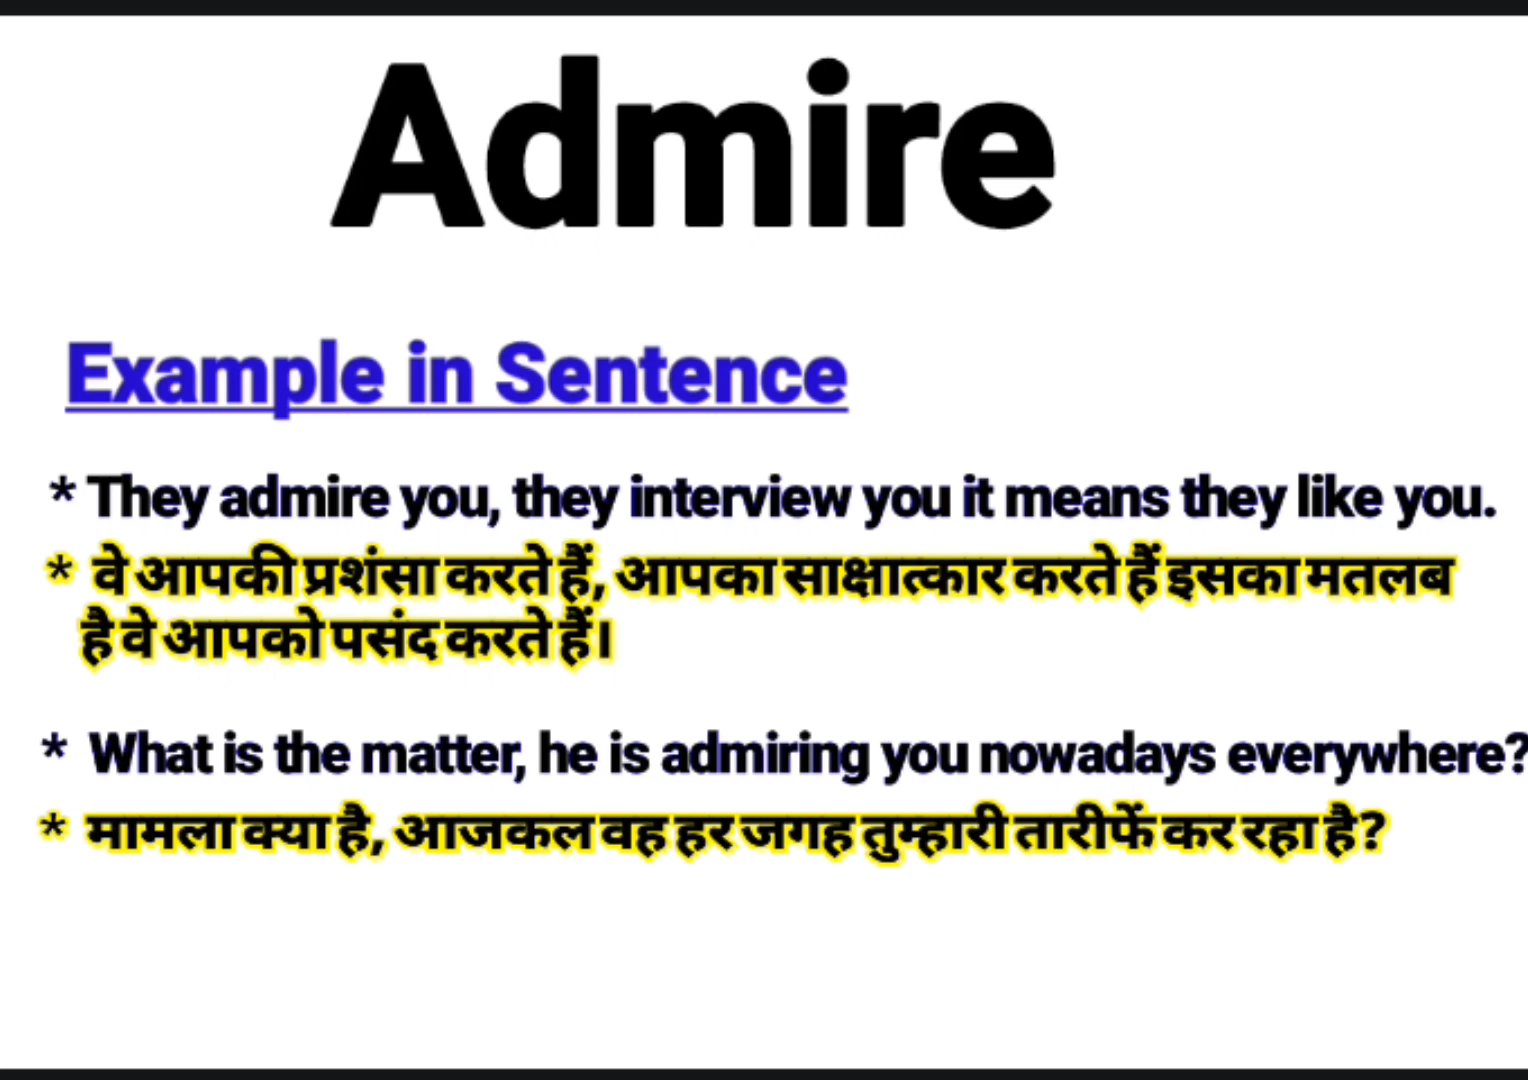 Admire
Example in Sentence
* They admire you, they interview you it means they like you.
* वे आपकी प्रशंसा करते हैं, आपका साक्षात्कार करते हैं इसका मतलब
है वे आपको पसंद करते हैं।
* What is the matter, he is admiring you nowadays everywhere?
* मामला क्या है, आजकल वह हर जगह तुम्हारी तारीफें कर रहा है?